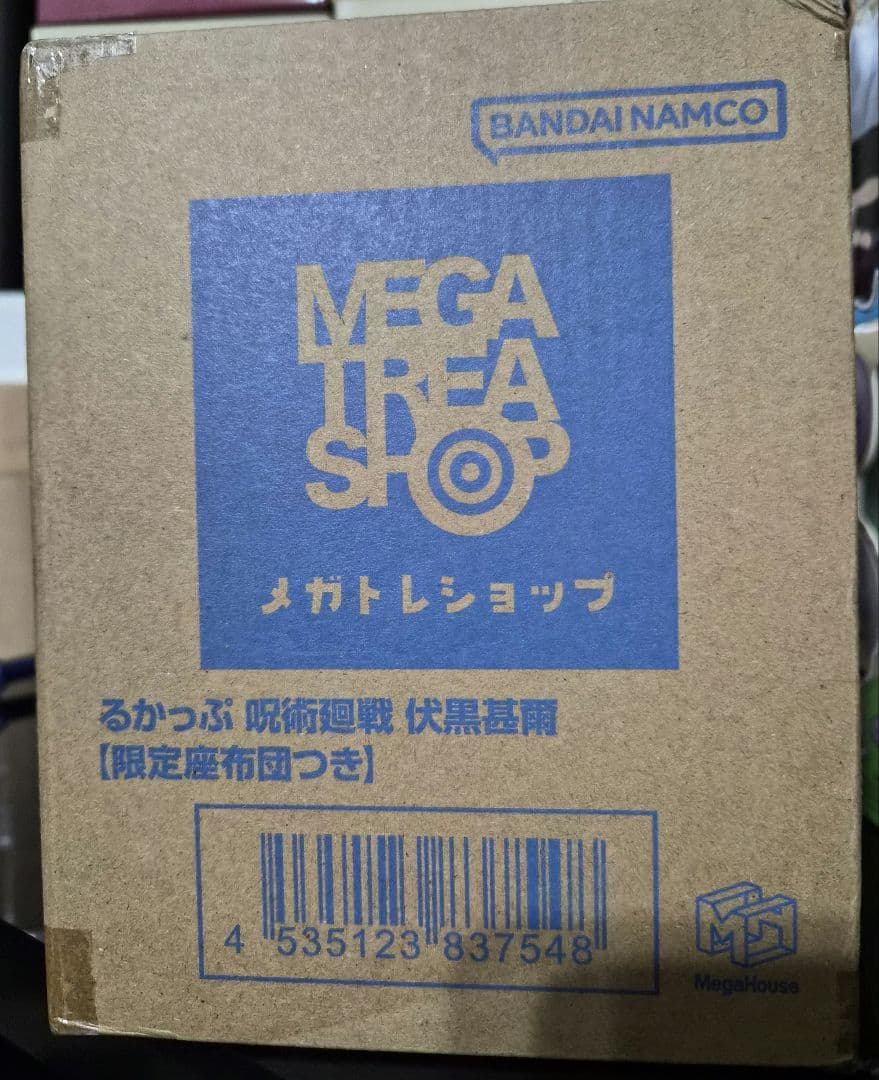 BANDAI NAMCO
MEGA
TREA
SHOP
メガトレショップ
るかっぷ 呪術廻戦 伏黒甚爾
【限定座布団つき】
4 535123 837548
MH
MegaHouse